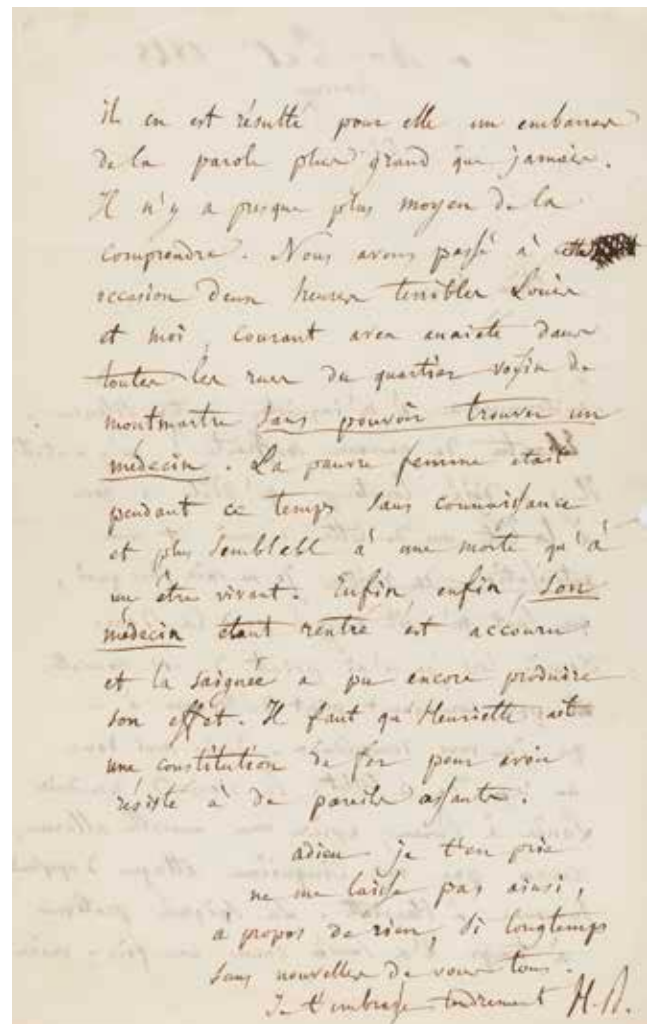 il en est résulté pour elle un embarras
de la parole plus grand que jamais.
Il n'y a presque plus moyen de la
comprendre. Nous avons passé à cette
occasion deux heures terribles Louis
et moi, courant avec anxiété dans
toutes les rues du quartier voisin de
montmartre sans pouvoir trouver un
médecin. La pauvre femme était
pendant ce temps sans connaissance
et plus semblable à une morte qu'à
un être vivant. Enfin, enfin, son
médecin étant rentré est accouru
et la saignée a pu encore produire
son effet. Il faut qu'Henriette ait
une constitution de fer pour avoir
résisté à de pareils assauts.
adieu je t'en prie
ne me laisse pas ainsi,
à propos de rien, si longtemps
sans nouvelles de vous tous.
Je t'embrasse tendrement H.B.